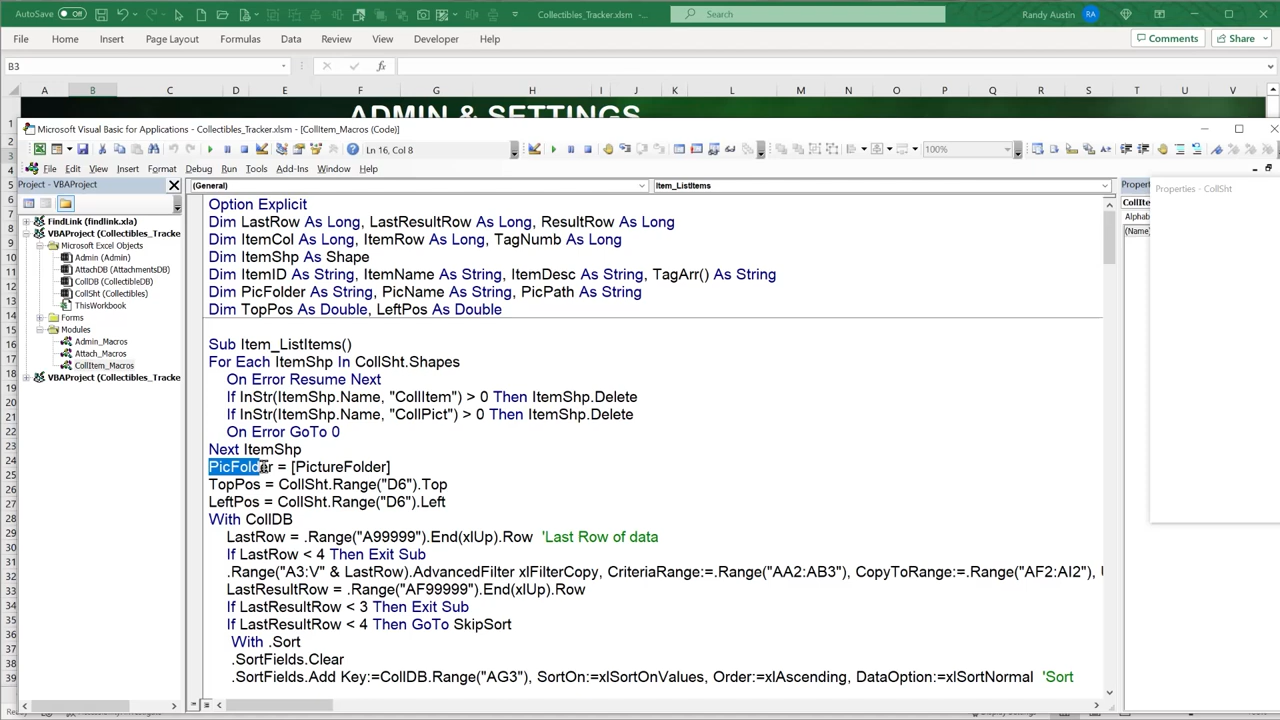 AutoSave Off Collectibles_Tracker.xlsm - Search Randy Austin RA
File Home Insert Page Layout Formulas Data Review View Developer Help Comments Share
B3 fx
A B C D E F G H I J K L M N O P Q R S T U V
ADMIN & SETTINGS
Microsoft Visual Basic for Applications - Collectibles_Tracker.xlsm - [CollItem_Macros (Code)]
Ln 16, Col 8 100%
File Edit View Insert Format Debug Run Tools Add-Ins Window Help
Project - VBAProject
(General) Item_ListItems
FindLink (findlink.xla)
VBAProject (Collectibles_Tracke
Microsoft Excel Objects
Admin (Admin)
AttachDB (AttachmentsDB)
CollDB (CollectibleDB)
CollSht (Collectibles)
ThisWorkbook
Forms
Modules
Admin_Macros
Attach_Macros
CollItem_Macros
VBAProject (Collectibles_Tracke
Option Explicit
Dim LastRow As Long, LastResultRow As Long, ResultRow As Long
Dim ItemCol As Long, ItemRow As Long, TagNumb As Long
Dim ItemShp As Shape
Dim ItemID As String, ItemName As String, ItemDesc As String, TagArr() As String
Dim PicFolder As String, PicName As String, PicPath As String
Dim TopPos As Double, LeftPos As Double
Sub Item_ListItems()
For Each ItemShp In CollSht.Shapes
On Error Resume Next
If InStr(ItemShp.Name, "CollItem") > 0 Then ItemShp.Delete
If InStr(ItemShp.Name, "CollPict") > 0 Then ItemShp.Delete
On Error GoTo 0
Next ItemShp
PicFolder = [PictureFolder]
TopPos = CollSht.Range("D6").Top
LeftPos = CollSht.Range("D6").Left
With CollDB
LastRow = .Range("A99999").End(xlUp).Row 'Last Row of data
If LastRow < 4 Then Exit Sub
.Range("A3:V" & LastRow).AdvancedFilter xlFilterCopy, CriteriaRange:=.Range("AA2:AB3"), CopyToRange:=.Range("AF2:AI2"), U
LastResultRow = .Range("AF99999").End(xlUp).Row
If LastResultRow < 3 Then Exit Sub
If LastResultRow < 4 Then GoTo SkipSort
With .Sort
.SortFields.Clear
.SortFields.Add Key:=CollDB.Range("AG3"), SortOn:=xlSortOnValues, Order:=xlAscending, DataOption:=xlSortNormal 'Sort
Propert
CollIte
Alphab
(Name)
Properties - CollSht